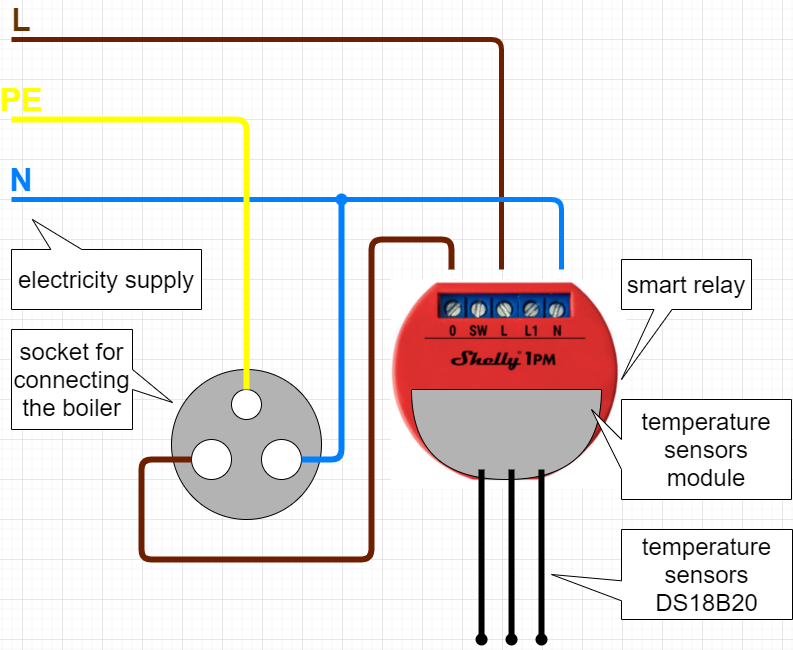 L
PE
N
electricity supply
socket for
connecting
the boiler
smart relay
0 SW L L1 N
Shelly 1PM
temperature
sensors
module
temperature
sensors
DS18B20